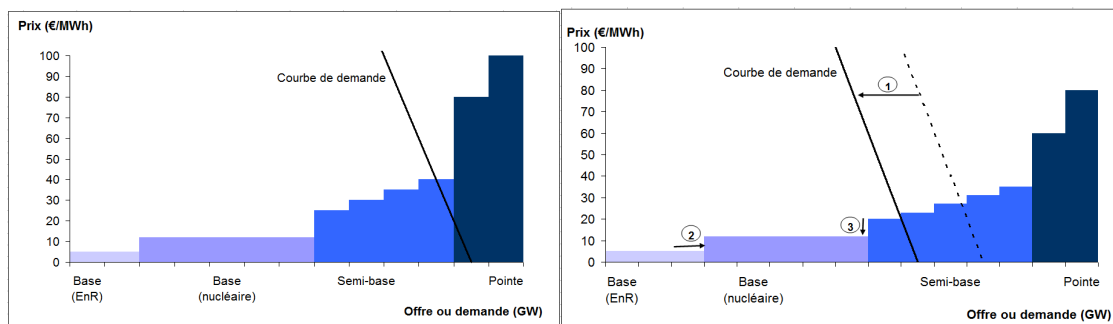 Prix (€/MWh)
100
90
80
70
60
50
40
30
20
10
0
Courbe de demande
Base
(EnR)
Base
(nucléaire)
Semi-base
Pointe
Offre ou demande (GW)
Prix (€/MWh)
100
90
80
70
60
50
40
30
20
10
0
Courbe de demande
1
2
3
Base
(EnR)
Base
(nucléaire)
Semi-base
Pointe
Offre ou demande (GW)